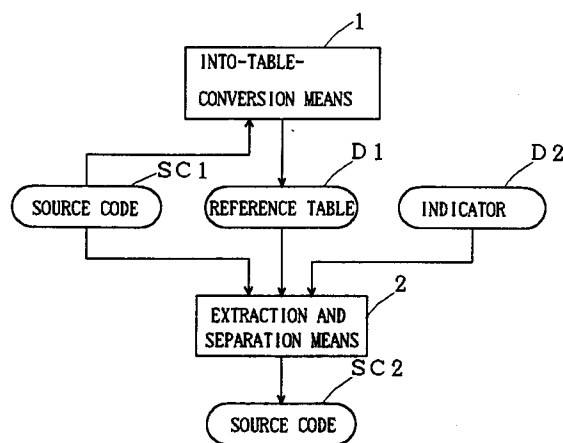 1
INTO-TABLE-
CONVERSION MEANS
SC1
D1
D2
SOURCE CODE
REFERENCE TABLE
INDICATOR
2
EXTRACTION AND
SEPARATION MEANS
SC2
SOURCE CODE